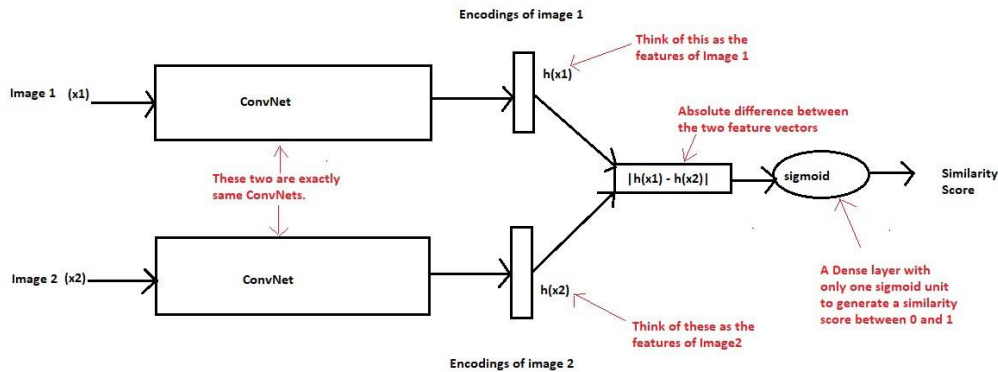 Encodings of image 1
Think of this as the
features of Image 1
h(x1)
Image 1 (x1)
ConvNet
Absolute difference between
the two feature vectors
These two are exactly
same ConvNets.
|h(x1) - h(x2)|
sigmoid
Similarity
Score
Image 2 (x2)
ConvNet
h(x2)
A Dense layer with
only one sigmoid unit
to generate a similarity
score between 0 and 1
Think of these as the
features of Image2
Encodings of image 2